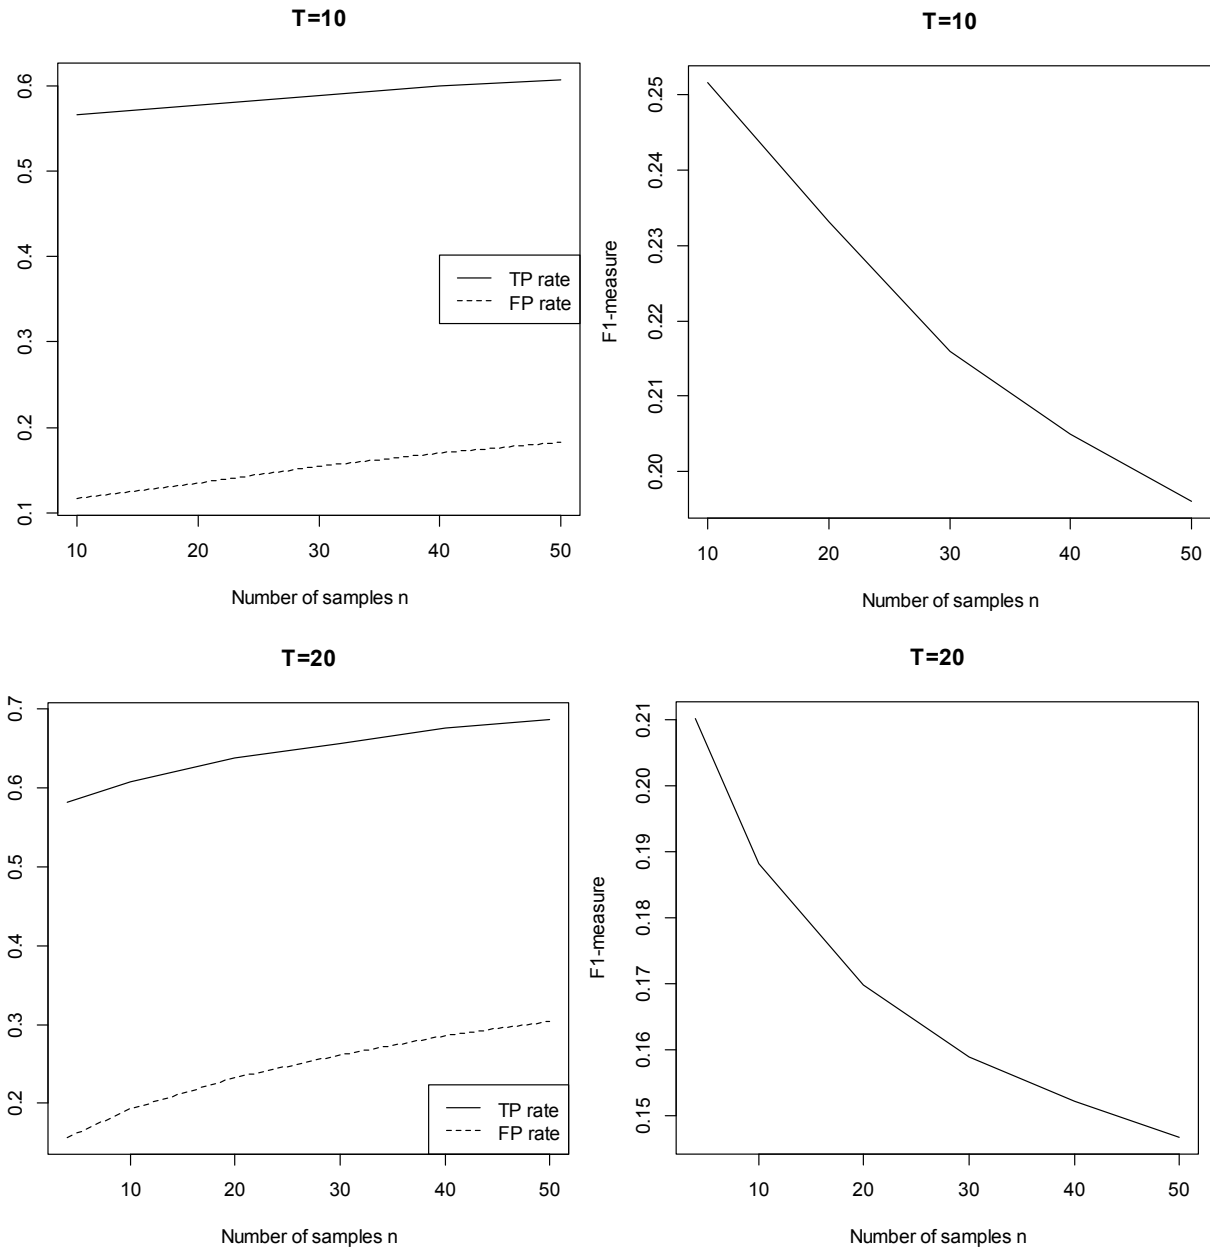 T=10
0.6
0.5
0.4
0.3
0.2
0.1
TP rate
FP rate
10 20 30 40 50
Number of samples n
T=10
F1-measure
0.25
0.24
0.23
0.22
0.21
0.20
10 20 30 40 50
Number of samples n
T=20
0.7
0.6
0.5
0.4
0.3
0.2
TP rate
FP rate
10 20 30 40 50
Number of samples n
T=20
F1-measure
0.21
0.20
0.19
0.18
0.17
0.16
0.15
10 20 30 40 50
Number of samples n